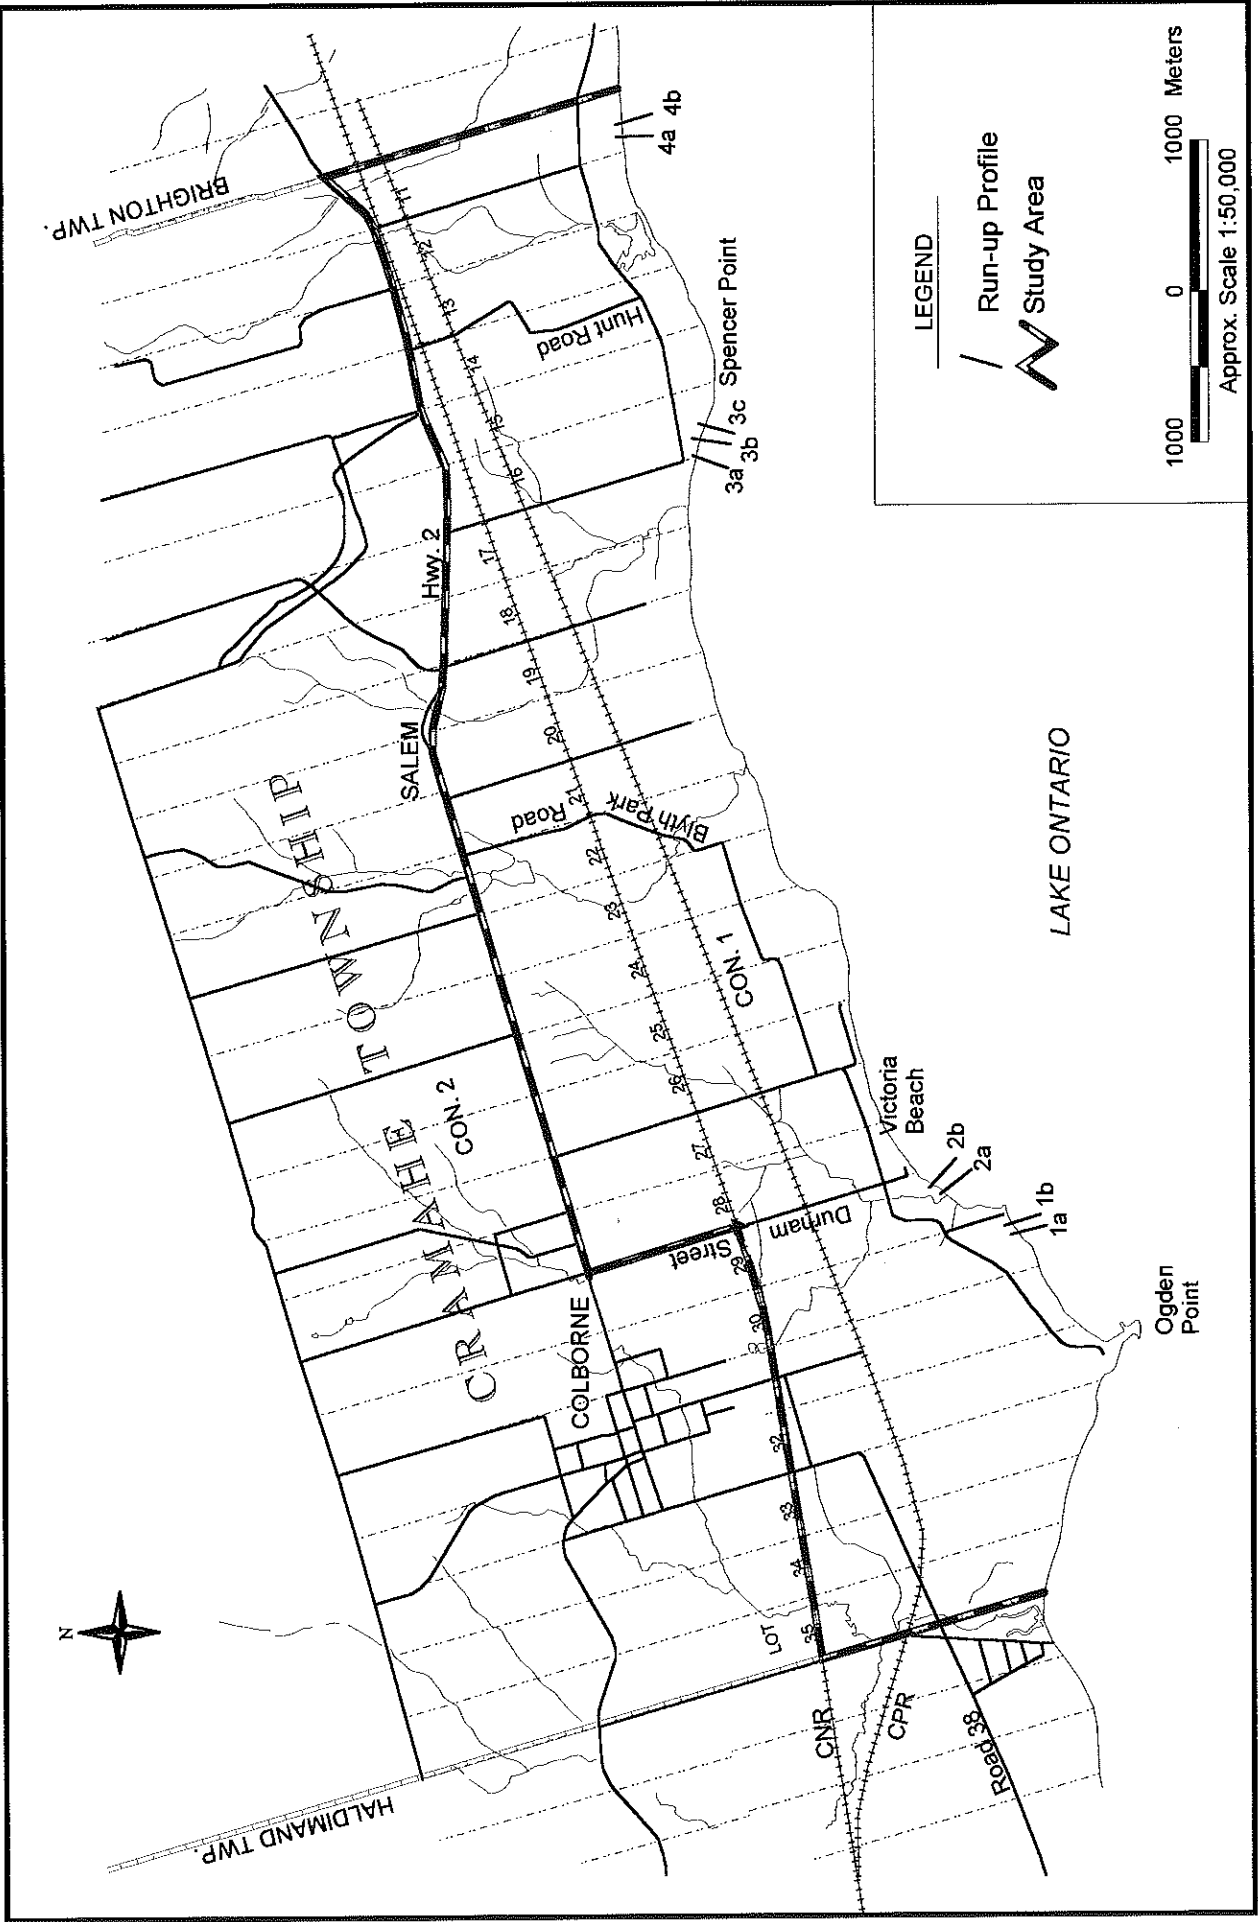 N
HALDIMAND TWP.
BRIGHTON TWP.
CRAMAHE TOWNSHIP
CON. 2
SALEM
Hwy. 2
COLBORNE
Street
Durham
Road
Blyth Park
Hunt Road
CON. 1
LOT
35
34
33
32
30
29
28
27
26
25
24
23
22
21
20
19
18
17
16
15
14
13
12
11
CNR
CPR
Road 38
Ogden
Point
1a
1b
2a
2b
Victoria
Beach
3a
3b
3c
Spencer Point
4a
4b
LAKE ONTARIO
LEGEND
Run-up Profile
Study Area
1000 0 1000 Meters
Approx. Scale 1:50,000